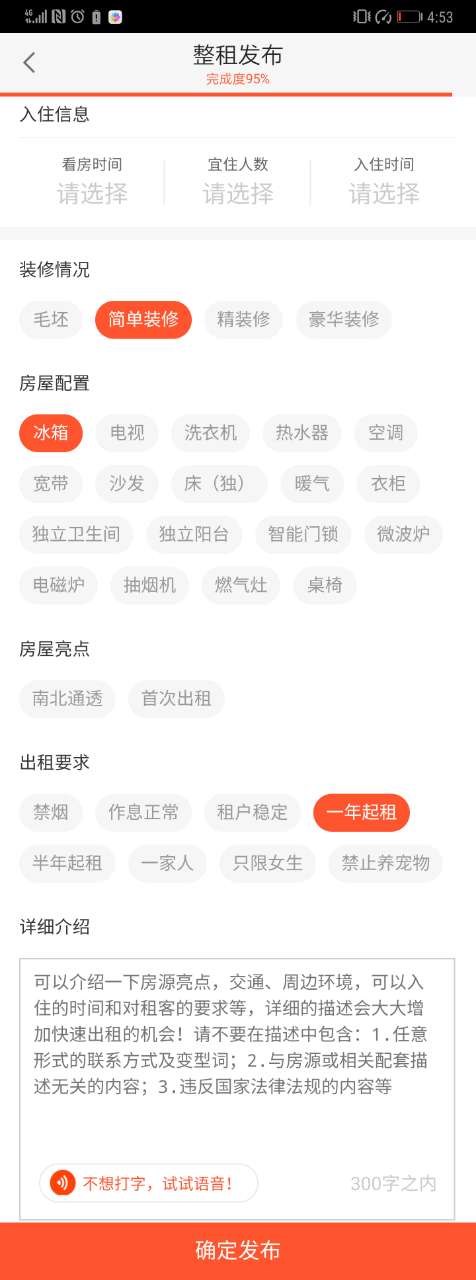 4G 4:53
整租发布
完成度95%
入住信息
看房时间 宜住人数 入住时间
请选择 请选择 请选择
装修情况
毛坯 简单装修 精装修 豪华装修
房屋配置
冰箱 电视 洗衣机 热水器 空调
宽带 沙发 床（独） 暖气 衣柜
独立卫生间 独立阳台 智能门锁 微波炉
电磁炉 抽烟机 燃气灶 桌椅
房屋亮点
南北通透 首次出租
出租要求
禁烟 作息正常 租户稳定 一年起租
半年起租 一家人 只限女生 禁止养宠物
详细介绍
可以介绍一下房源亮点，交通、周边环境，可以入
住的时间和对租客的要求等，详细的描述会大大增
加快速出租的机会！请不要在描述中包含：1.任意
形式的联系方式及变型词；2.与房源或相关配套描
述无关的内容；3.违反国家法律法规的内容等
不想打字，试试语音！ 300字之内
确定发布